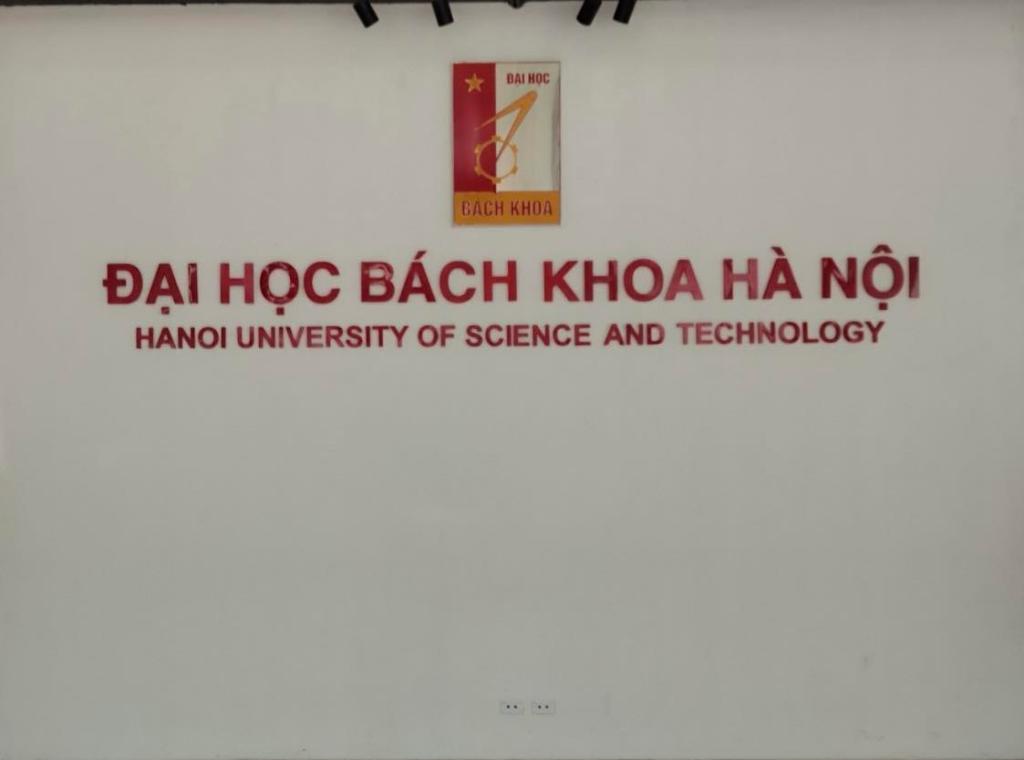 ĐẠI HỌC
BÁCH KHOA
ĐẠI HỌC BÁCH KHOA HÀ NỘI
HANOI UNIVERSITY OF SCIENCE AND TECHNOLOGY